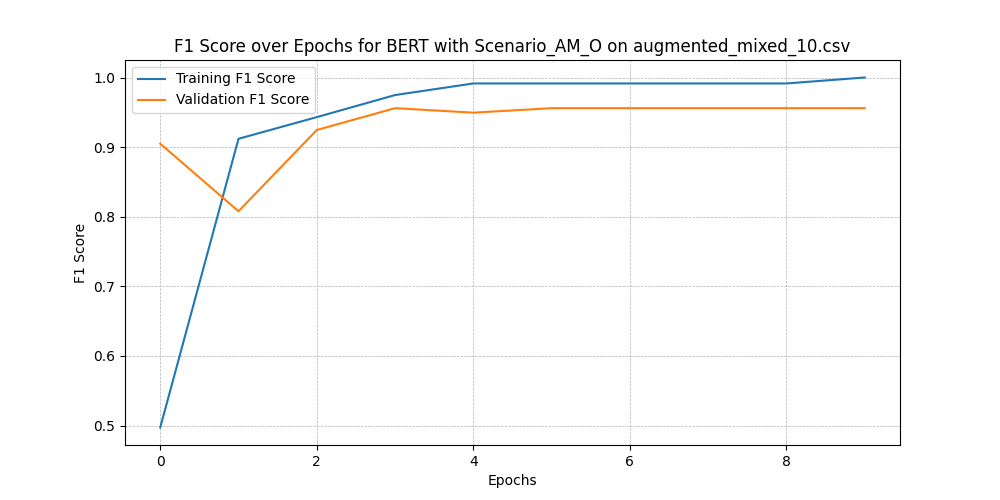 F1 Score over Epochs for BERT with Scenario_AM_O on augmented_mixed_10.csv
Training F1 Score
Validation F1 Score
F1 Score
1.0
0.9
0.8
0.7
0.6
0.5
0 2 4 6 8
Epochs